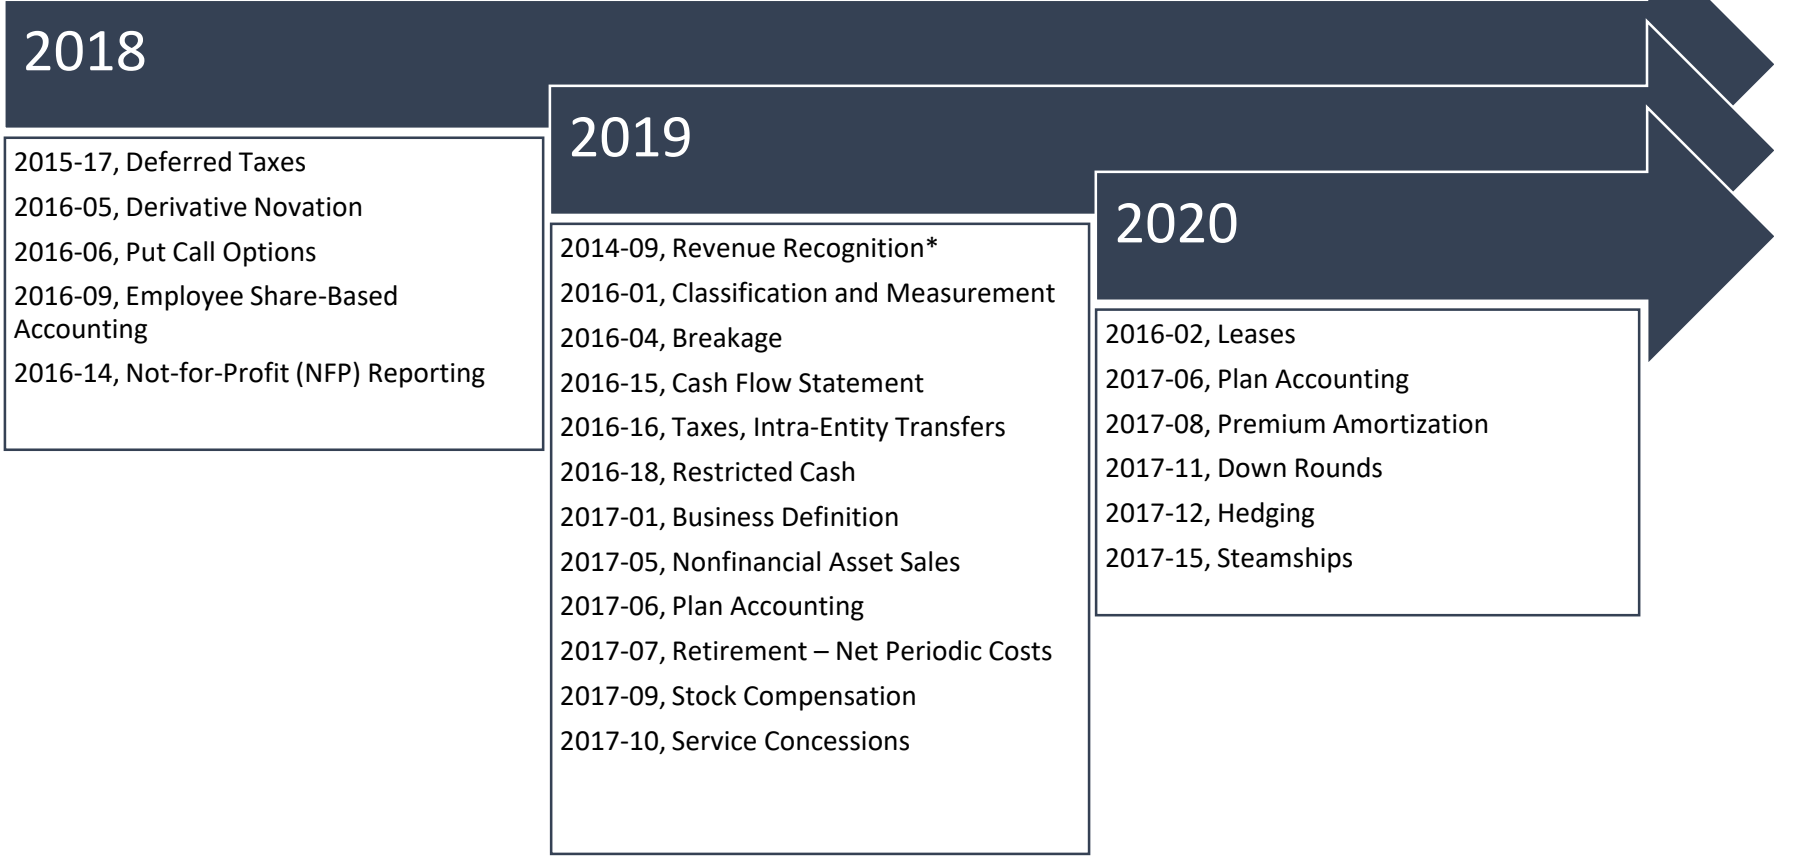 2018
2015-17, Deferred Taxes
2016-05, Derivative Novation
2016-06, Put Call Options
2016-09, Employee Share-Based
Accounting
2016-14, Not-for-Profit (NFP) Reporting
2019
2014-09, Revenue Recognition*
2016-01, Classification and Measurement
2016-04, Breakage
2016-15, Cash Flow Statement
2016-16, Taxes, Intra-Entity Transfers
2016-18, Restricted Cash
2017-01, Business Definition
2017-05, Nonfinancial Asset Sales
2017-06, Plan Accounting
2017-07, Retirement – Net Periodic Costs
2017-09, Stock Compensation
2017-10, Service Concessions
2020
2016-02, Leases
2017-06, Plan Accounting
2017-08, Premium Amortization
2017-11, Down Rounds
2017-12, Hedging
2017-15, Steamships